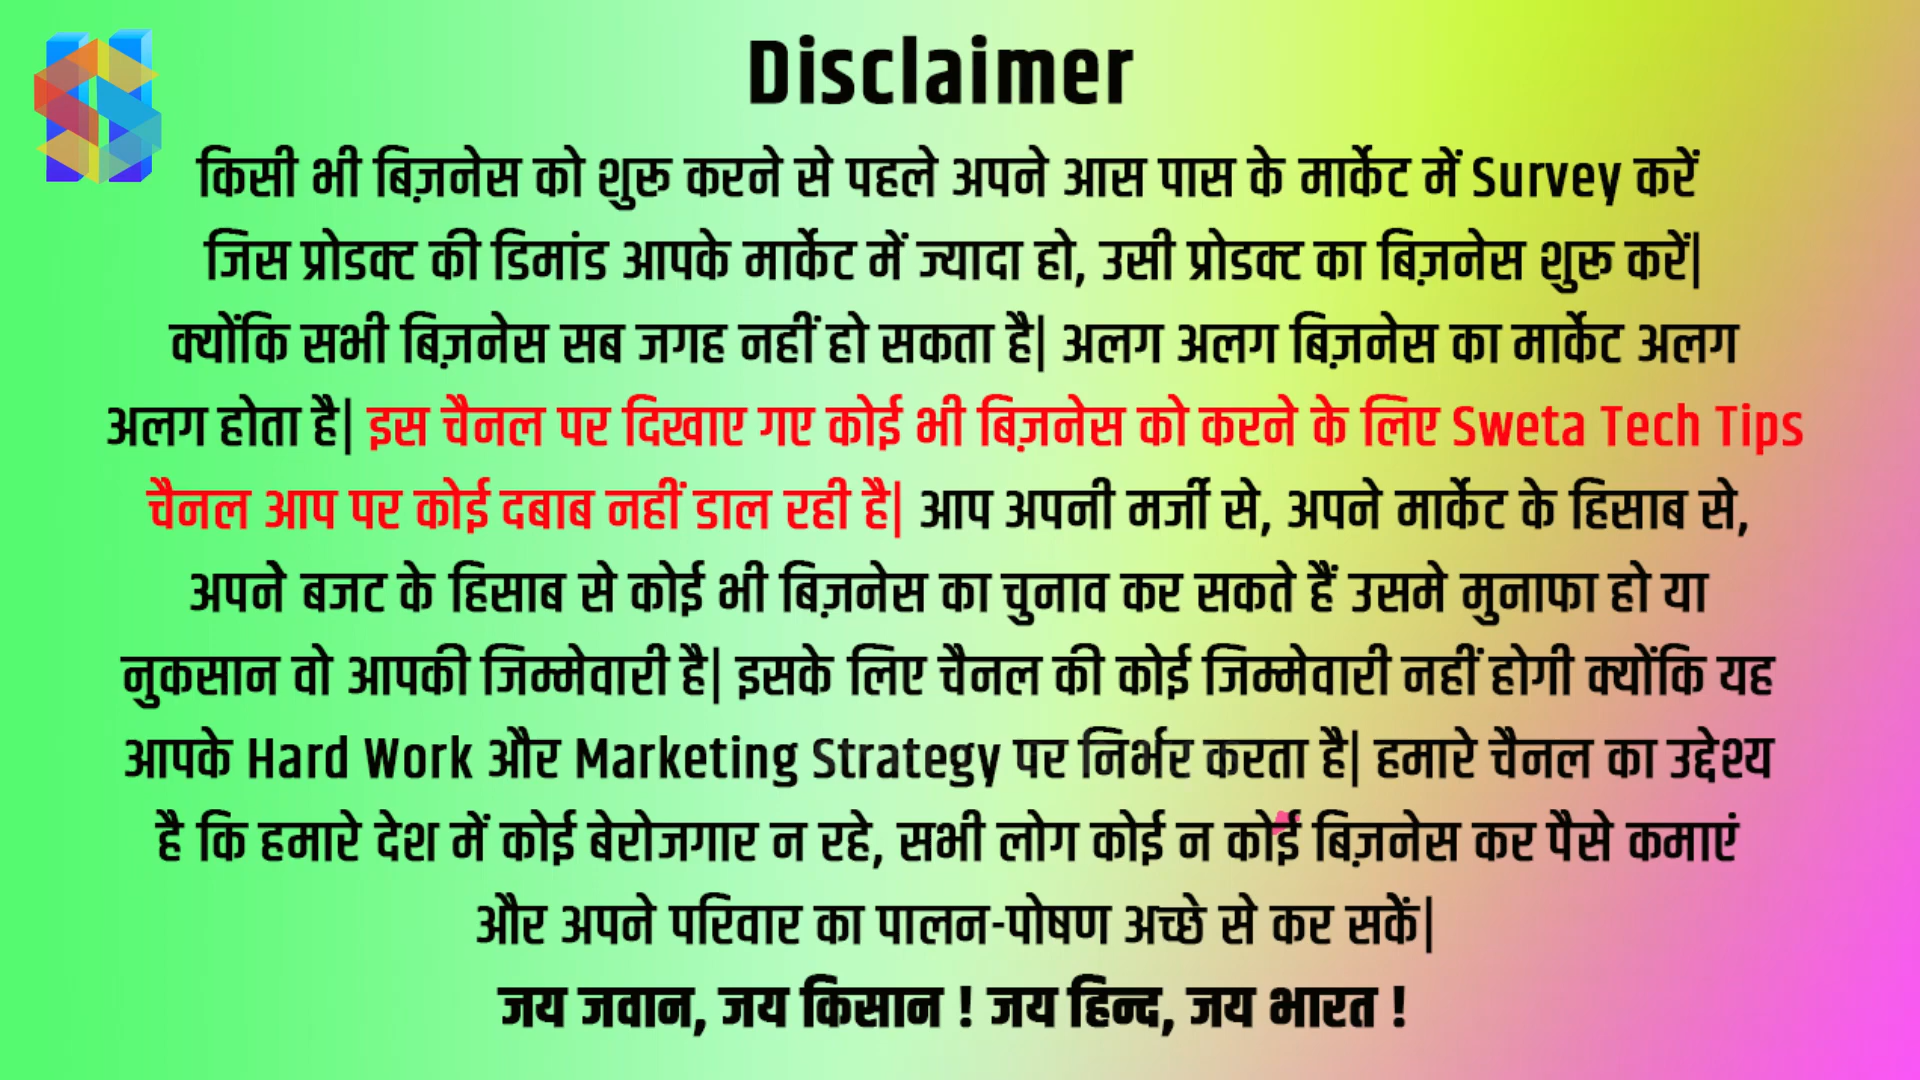 Disclaimer
किसी भी बिज़नेस को शुरू करने से पहले अपने आस पास के मार्केट में Survey करें
जिस प्रोडक्ट की डिमांड आपके मार्केट में ज्यादा हो, उसी प्रोडक्ट का बिज़नेस शुरू करें|
क्योंकि सभी बिज़नेस सब जगह नहीं हो सकता है| अलग अलग बिज़नेस का मार्केट अलग
अलग होता है| इस चैनल पर दिखाए गए कोई भी बिज़नेस को करने के लिए Sweta Tech Tips
चैनल आप पर कोई दबाब नहीं डाल रही है| आप अपनी मर्जी से, अपने मार्केट के हिसाब से,
अपने बजट के हिसाब से कोई भी बिज़नेस का चुनाव कर सकते हैं उसमे मुनाफा हो या
नुकसान वो आपकी जिम्मेवारी है| इसके लिए चैनल की कोई जिम्मेवारी नहीं होगी क्योंकि यह
आपके Hard Work और Marketing Strategy पर निर्भर करता है| हमारे चैनल का उद्देश्य
है कि हमारे देश में कोई बेरोजगार न रहे, सभी लोग कोई न कोई बिज़नेस कर पैसे कमाएं
और अपने परिवार का पालन-पोषण अच्छे से कर सकें|
जय जवान, जय किसान ! जय हिन्द, जय भारत !